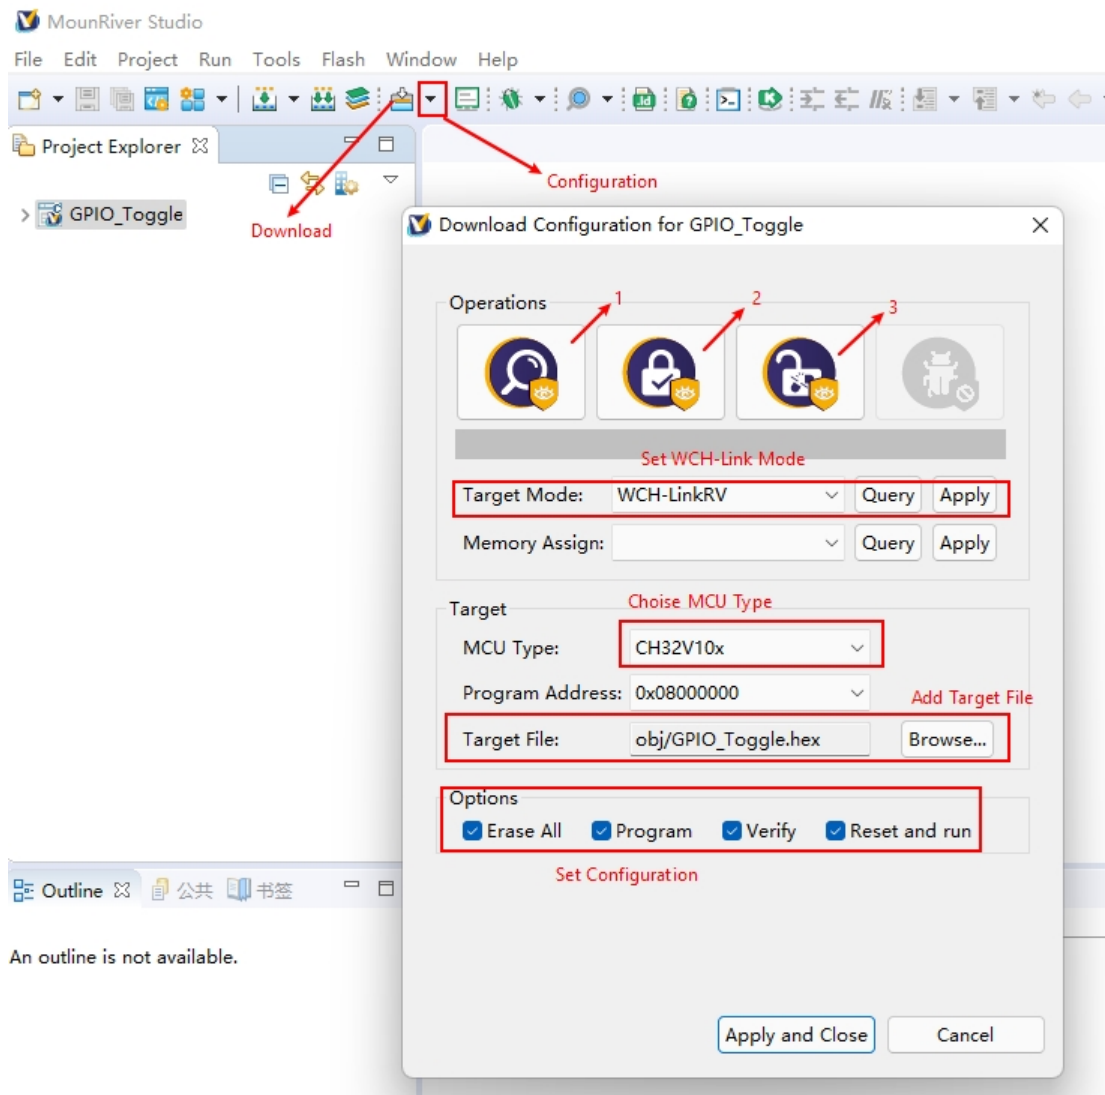 MounRiver Studio
File Edit Project Run Tools Flash Window Help
Project Explorer
Configuration
GPIO_Toggle
Download
Download Configuration for GPIO_Toggle
Operations
1
2
3
Set WCH-Link Mode
Target Mode: WCH-LinkRV Query Apply
Memory Assign: Query Apply
Target
Choise MCU Type
MCU Type: CH32V10x
Program Address: 0x08000000
Add Target File
Target File: obj/GPIO_Toggle.hex Browse...
Options
Erase All Program Verify Reset and run
Set Configuration
Outline 公共 书签
An outline is not available.
Apply and Close Cancel